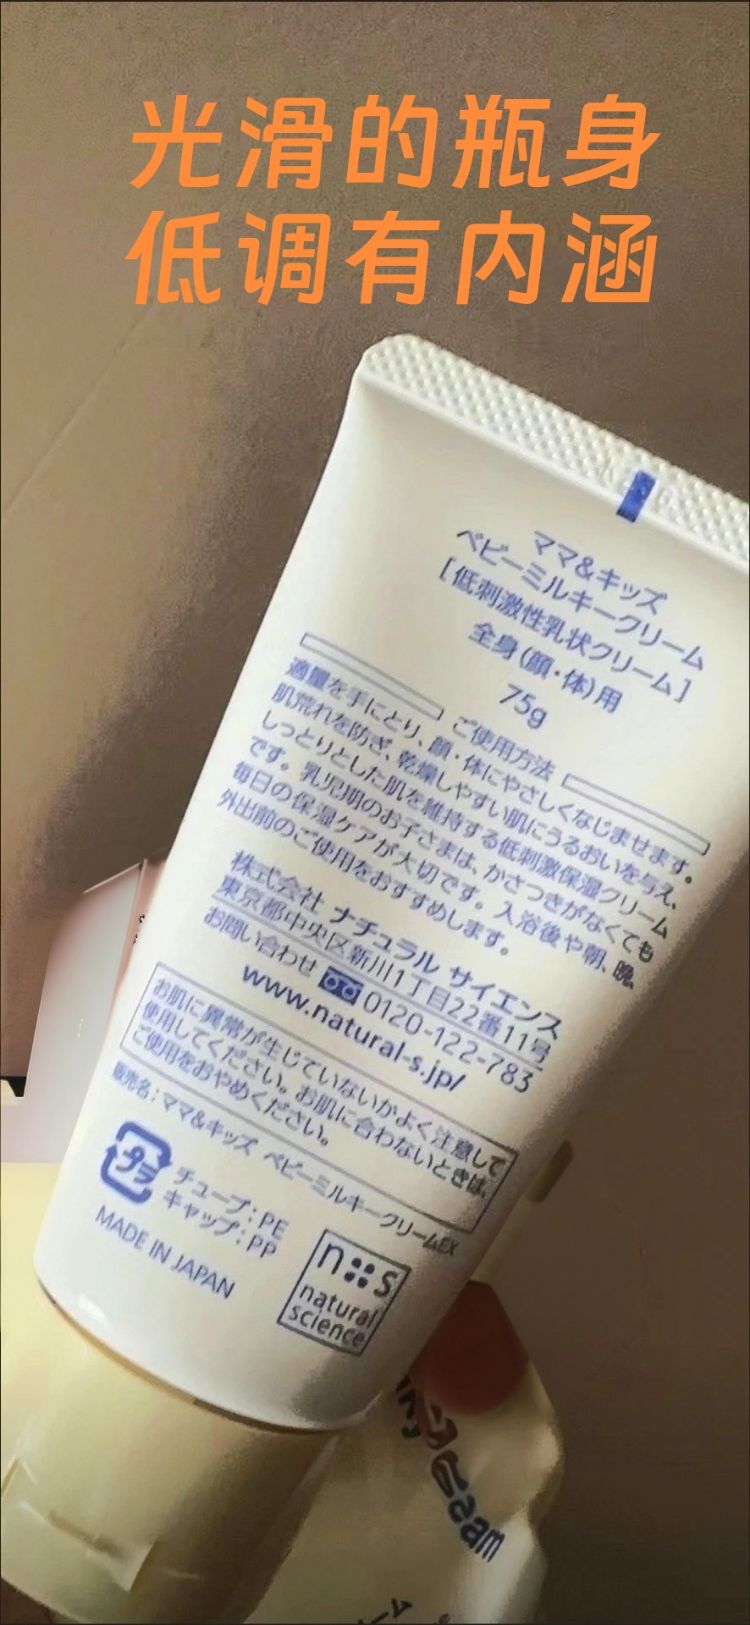 光滑的瓶身
低调有内涵
ママ&キッズ
ベビーミルキークリーム
[低刺激性乳状クリーム]
全身(顔・体)用
75g
ご使用方法
適量を手にとり、顔・体にやさしくなじませます。
肌荒れを防ぎ、乾燥しやすい肌にうるおいを与え、
しっとりとした肌を維持する低刺激保湿クリーム
です。乳児期のお子さまは、かさつきがなくても
毎日の保湿ケアが大切です。入浴後や朝、晩、
外出前のご使用をおすすめします。
株式会社 ナチュラル サイエンス
東京都中央区新川1丁目22番11号
お問い合わせ 0120-122-783
www.natural-s.jp/
お肌に異常が生じていないかよく注意して
使用してください。お肌に合わないときは、
ご使用をおやめください。
販売名:ママ&キッズ ベビーミルキークリームEX
プラ
チューブ:PE
キャップ:PP
MADE IN JAPAN
n s
natural
science
Cream
ーム